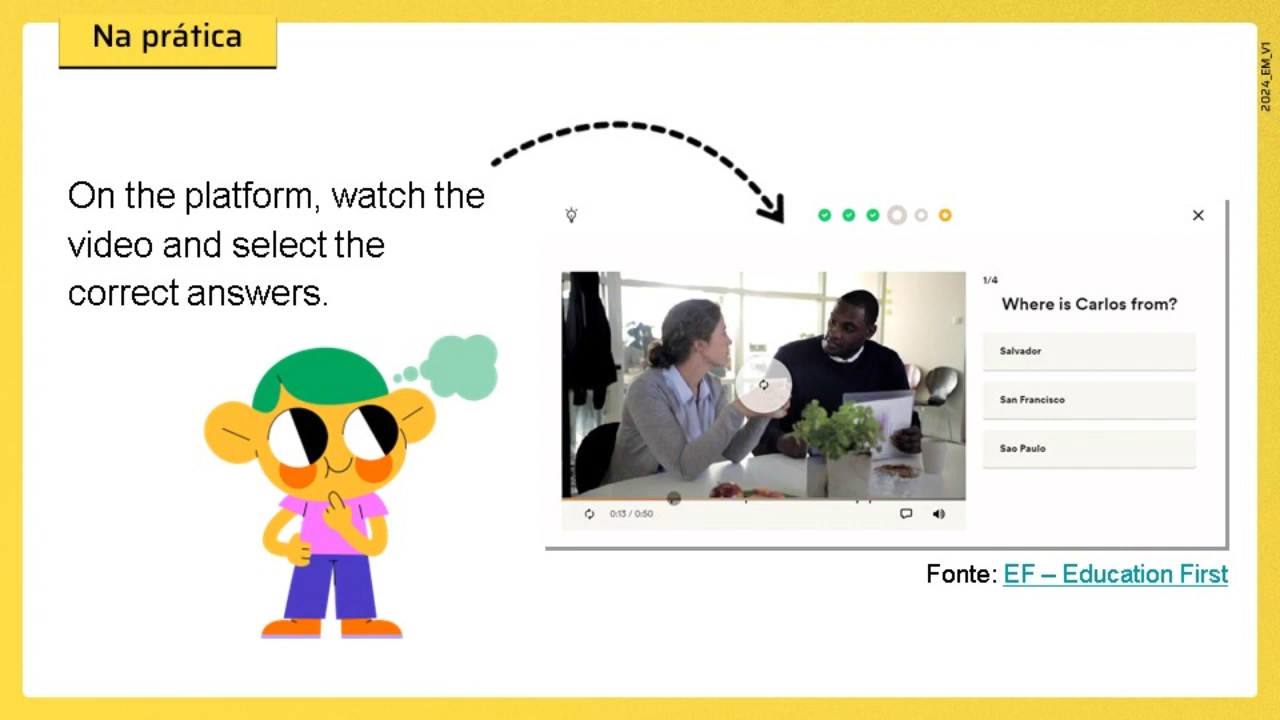 Na prática
2024_EM_V1
On the platform, watch the
video and select the
correct answers.
1/4
Where is Carlos from?
Salvador
San Francisco
Sao Paulo
0:13 / 0:50
Fonte: EF – Education First